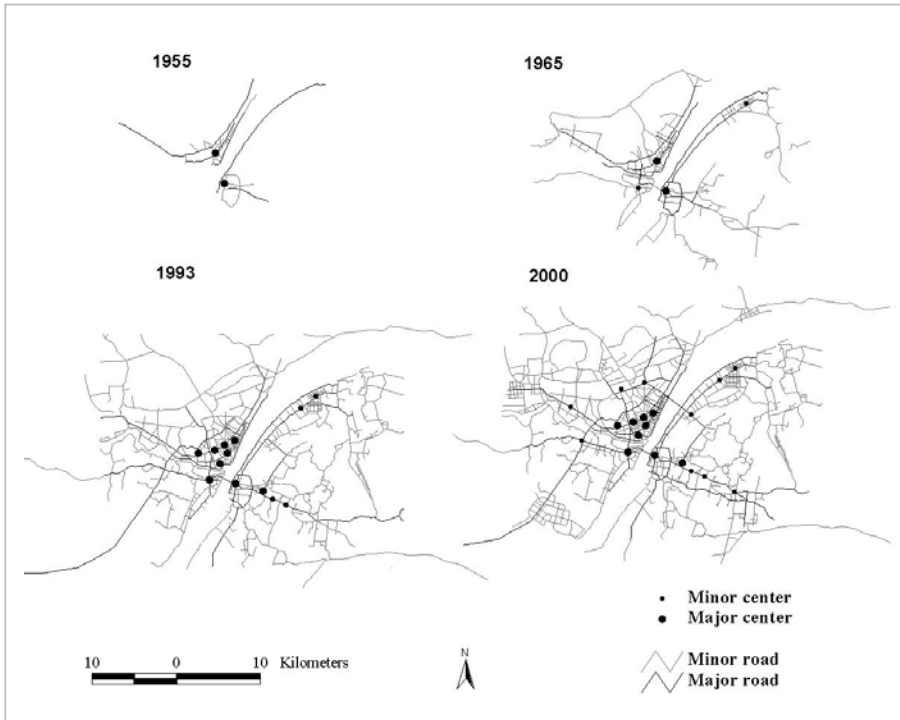 1955
1965
1993
2000
Minor center
Major center
10 0 10 Kilometers
N
Minor road
Major road